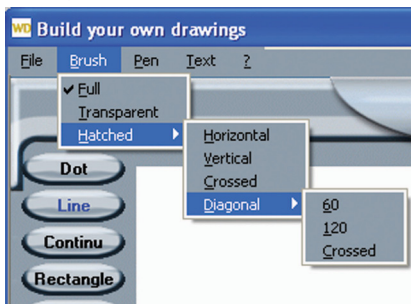 WD Build your own drawings
File Brush Pen Text ?
Full
Transparent
Hatched
Horizontal
Vertical
Crossed
Diagonal
60
120
Crossed
Dot
Line
Continu
Rectangle